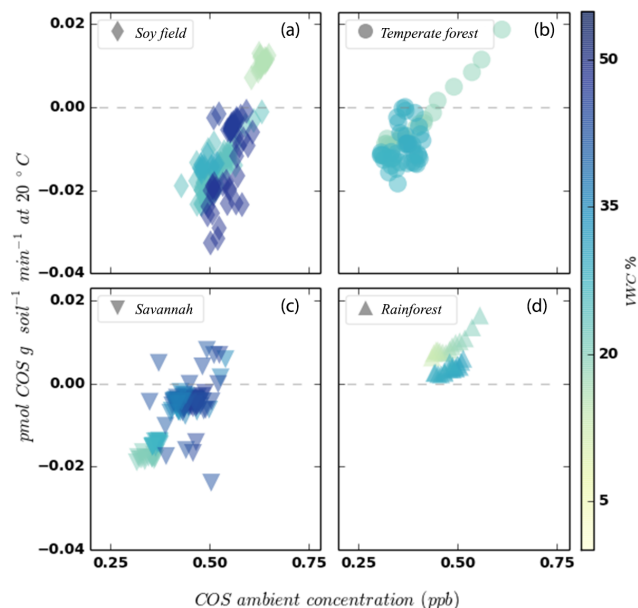 0.02
Soy field
(a)
Temperate forest
(b)
0.00
−0.02
−0.04
0.02
Savannah
(c)
Rainforest
(d)
0.00
−0.02
−0.04
0.25
0.50
0.75
0.25
0.50
0.75
COS ambient concentration (ppb)
pmol COS g soil⁻¹ min⁻¹ at 20 ° C
50
35
20
5
VWC %